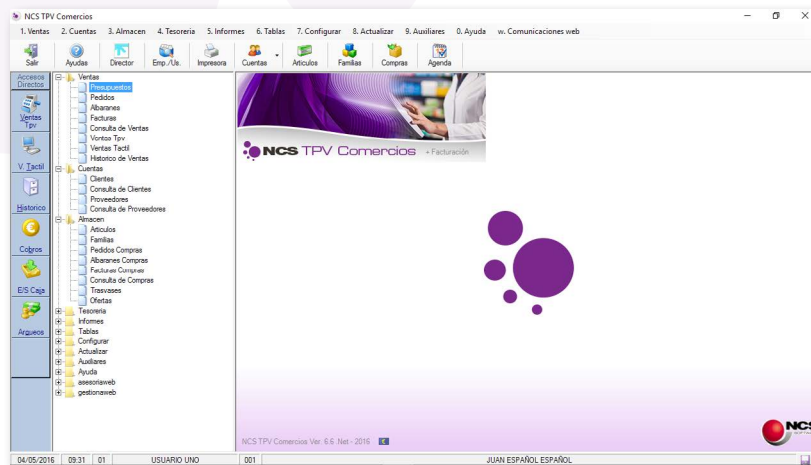 NCS TPV Comercios
1. Ventas 2. Cuentas 3. Almacen 4. Tesoreria 5. Informes 6. Tablas 7. Configurar 8. Actualizar 9. Auxiliares 0. Ayuda w. Comunicaciones web
Salir Ayudas Director Emp./Us. Impresora Cuentas Articulos Familias Compras Agenda
Accesos
Directos
Ventas
Tpv
V. Tactil
Historico
Cobros
E/S Caja
Arqueos
Ventas
Presupuestos
Pedidos
Albaranes
Facturas
Consulta de Ventas
Ventas Tpv
Ventas Tactil
Historico de Ventas
Cuentas
Clientes
Consulta de Clientes
Proveedores
Consulta de Proveedores
Almacen
Articulos
Familias
Pedidos Compras
Albaranes Compras
Facturas Compras
Consulta de Compras
Trasvases
Ofertas
Tesoreria
Informes
Tablas
Configurar
Actualizar
Auxiliares
Ayuda
asesoriaweb
gestionaweb
NCS TPV Comercios + Facturación
NCS
NCS TPV Comercios Ver. 6.6 .Net - 2016 €
04/05/2016 09:31 01 USUARIO UNO 001 JUAN ESPAÑOL ESPAÑOL